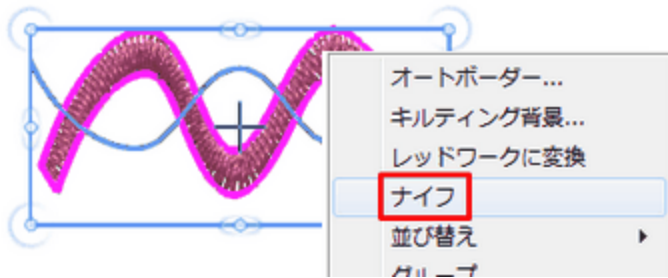 オートボーダー...
キルティング背景...
レッドワークに変換
ナイフ
並び替え
グループ